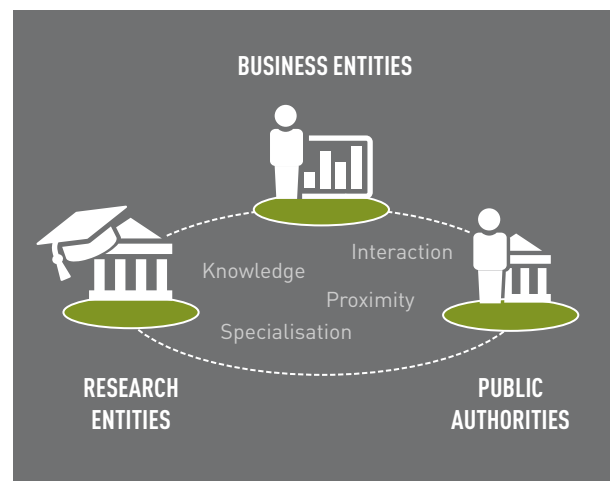 BUSINESS ENTITIES
Interaction
Knowledge
Proximity
Specialisation
RESEARCH
ENTITIES
PUBLIC
AUTHORITIES